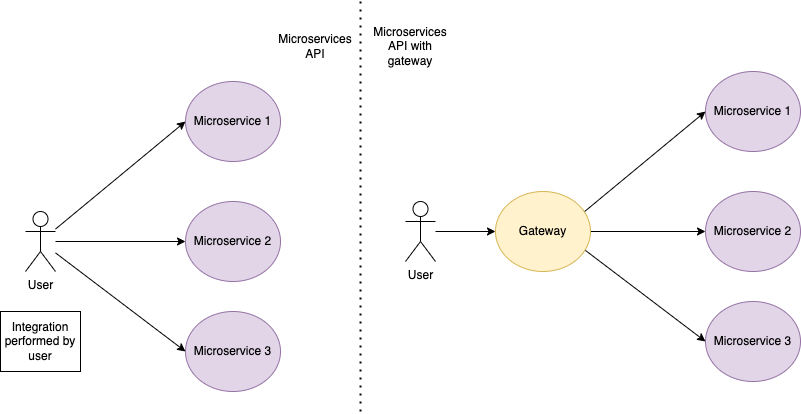 Microservices
API
Microservice 1
Microservice 2
User
Integration
performed by
user
Microservice 3
Microservices
API with
gateway
Microservice 1
User
Gateway
Microservice 2
Microservice 3